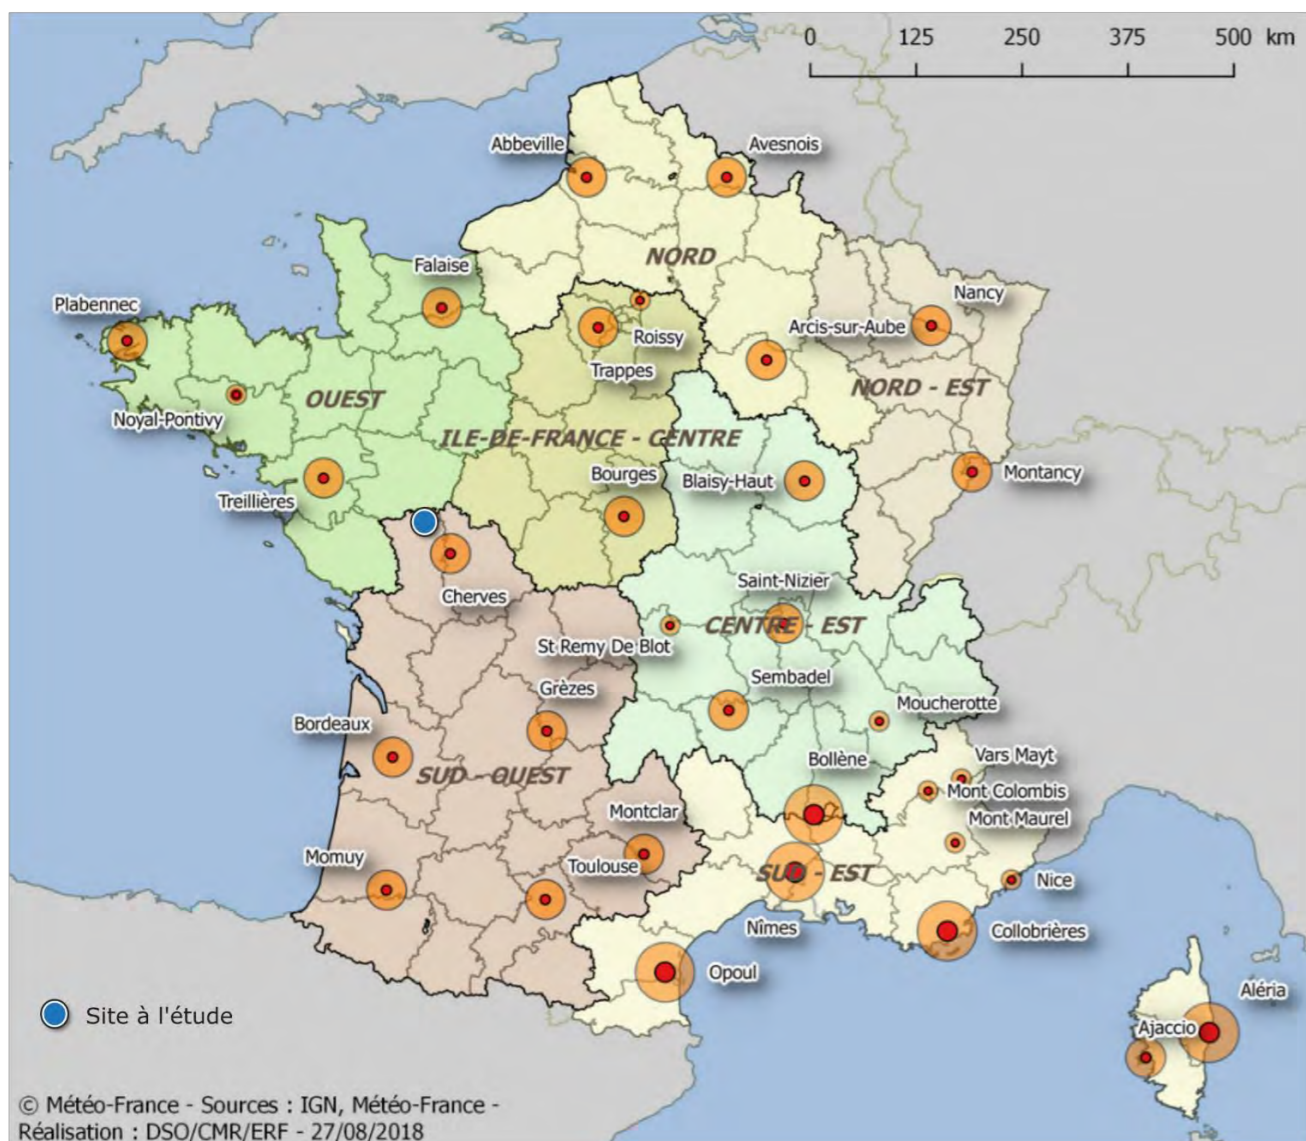 0 125 250 375 500 km
Abbeville
Avesnois
NORD
Falaise
Plabennec
Nancy
Arcis-sur-Aube
Roissy
Trappes
NORD - EST
OUEST
Noyal-Pontivy
ILE-DE-FRANCE - CENTRE
Bourges
Blaisy-Haut
Montancy
Treillières
Saint-Nizier
Cherves
CENTRE - EST
St Remy De Blot
Sembadel
Grèzes
Moucherotte
Bordeaux
Bollène
Vars Mayt
SUD - OUEST
Mont Colombis
Montclar
Mont Maurel
Momuy
Toulouse
SUD - EST
Nice
Nîmes
Collobrières
Opoul
Aléria
Site à l'étude
Ajaccio
© Météo-France - Sources : IGN, Météo-France -
Réalisation : DSO/CMR/ERF - 27/08/2018